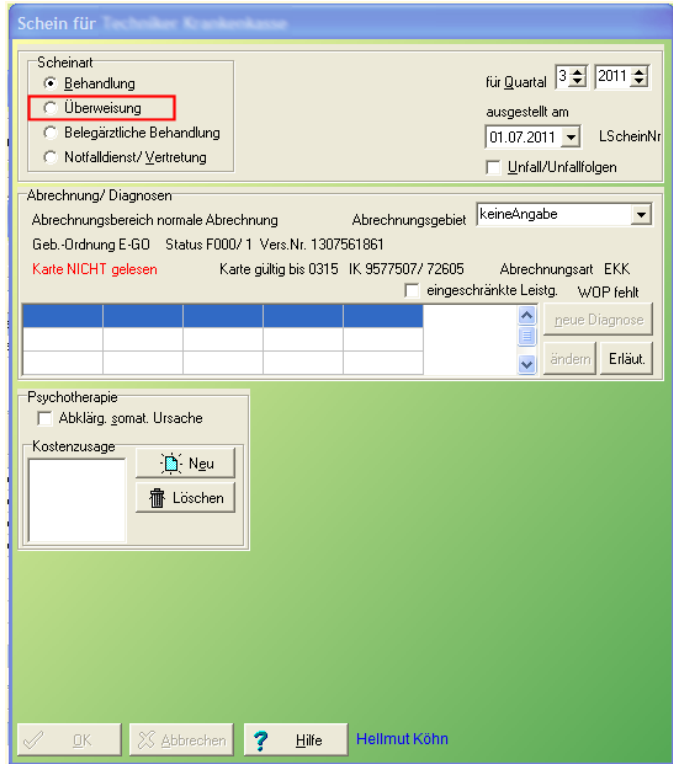 Schein für Techniker Krankenkasse
Scheinart
Behandlung
Überweisung
Belegärztliche Behandlung
Notfalldienst/ Vertretung
für Quartal 3 2011
ausgestellt am
01.07.2011 LScheinNr
Unfall/Unfallfolgen
Abrechnung/ Diagnosen
Abrechnungsbereich normale Abrechnung Abrechnungsgebiet keineAngabe
Geb.-Ordnung E-GO Status F000/ 1 Vers.Nr. 1307561861
Karte NICHT gelesen Karte gültig bis 0315 IK 9577507/ 72605 Abrechnungsart EKK
eingeschränkte Leistg. WOP fehlt
neue Diagnose
ändern Erläut.
Psychotherapie
Abklärg. somat. Ursache
Kostenzusage
Neu
Löschen
OK Abbrechen ? Hilfe Hellmut Köhn